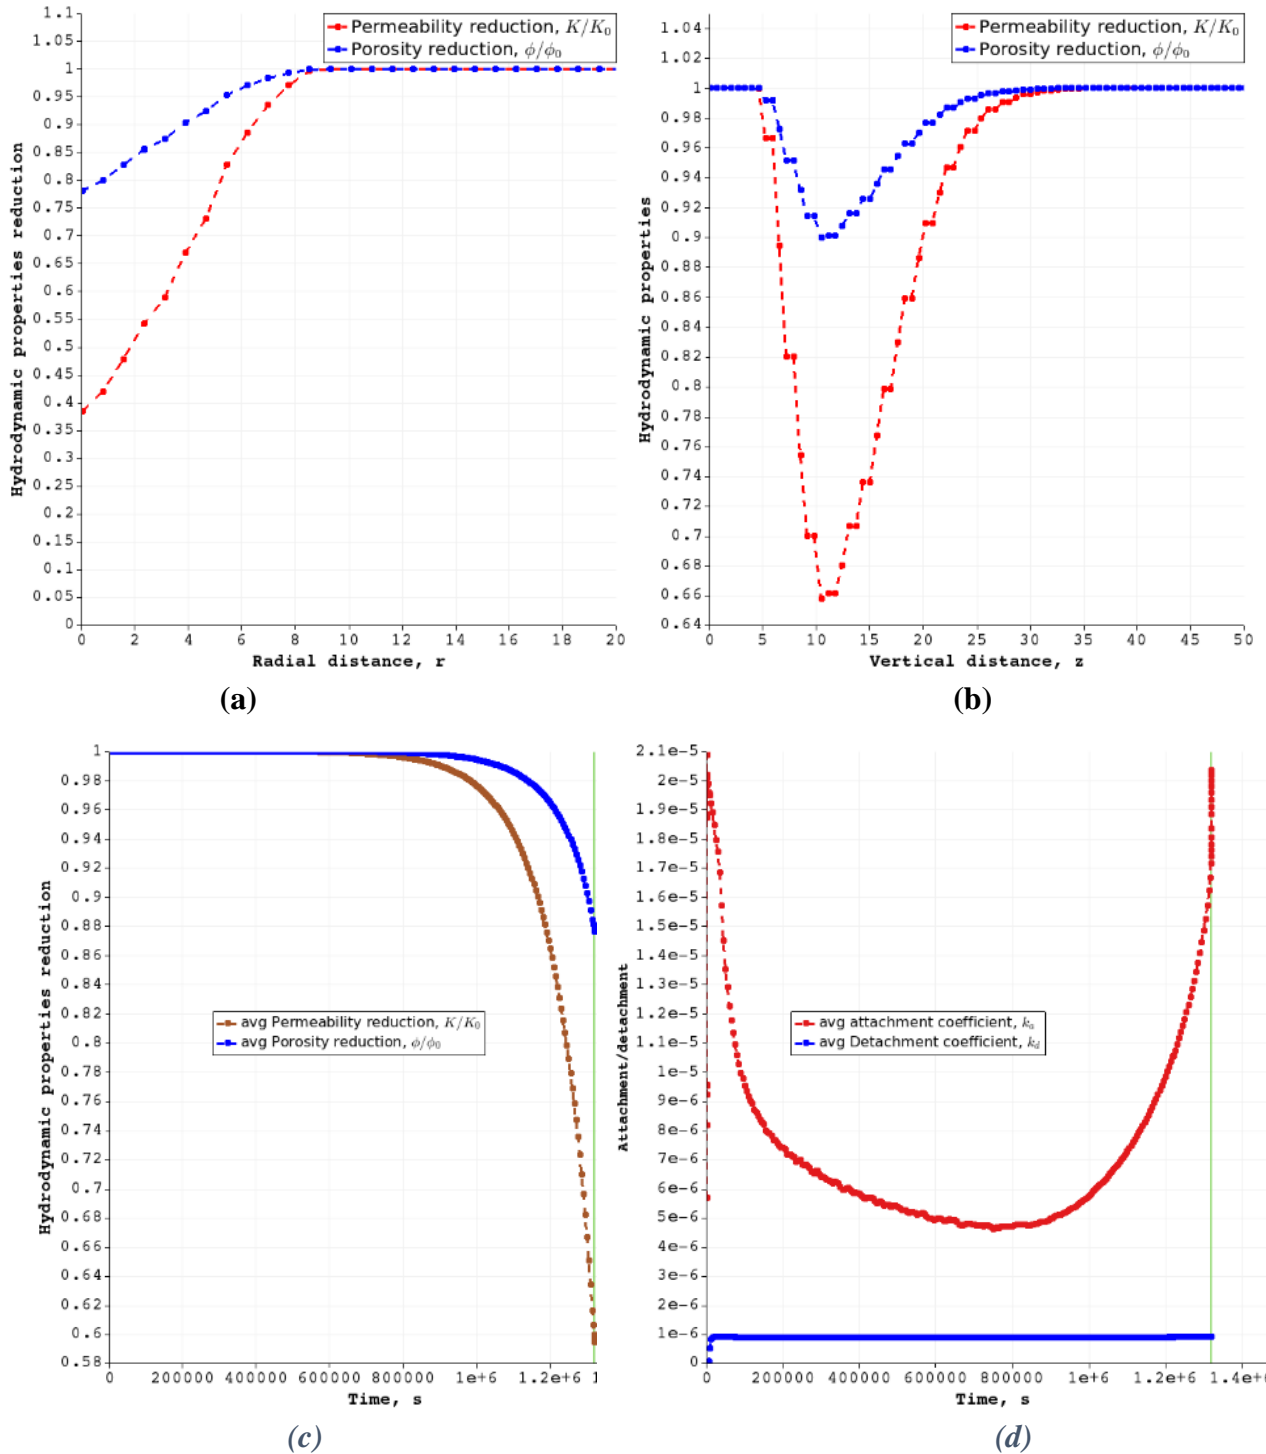 1.1
1.05
1
0.95
0.9
0.85
0.8
0.75
0.7
0.65
0.6
0.55
0.5
0.45
0.4
0.35
0.3
0.25
0.2
0.15
0.1
0.05
0
Hydrodynamic properties reduction
Permeability reduction, K/K₀
Porosity reduction, ϕ/ϕ₀
0 2 4 6 8 10 12 14 16 18 20
Radial distance, r
(a)
1.04
1.02
1
0.98
0.96
0.94
0.92
0.9
0.88
0.86
0.84
0.82
0.8
0.78
0.76
0.74
0.72
0.7
0.68
0.66
0.64
Hydrodynamic properties
Permeability reduction, K/K₀
Porosity reduction, ϕ/ϕ₀
0 5 10 15 20 25 30 35 40 45 50
Vertical distance, z
(b)
1
0.98
0.96
0.94
0.92
0.9
0.88
0.86
0.84
0.82
0.8
0.78
0.76
0.74
0.72
0.7
0.68
0.66
0.64
0.62
0.6
0.58
Hydrodynamic properties reduction
avg Permeability reduction, K/K₀
avg Porosity reduction, ϕ/ϕ₀
0 200000 400000 600000 800000 1e+6 1.2e+6 1
Time, s
(c)
2.1e-5
2e-5
1.9e-5
1.8e-5
1.7e-5
1.6e-5
1.5e-5
1.4e-5
1.3e-5
1.2e-5
1.1e-5
1e-5
9e-6
8e-6
7e-6
6e-6
5e-6
4e-6
3e-6
2e-6
1e-6
0
Attachment/detachment
avg attachment coefficient, kₐ
avg Detachment coefficient, k_d
0 200000 400000 600000 800000 1e+6 1.2e+6 1.4e+
Time, s
(d)